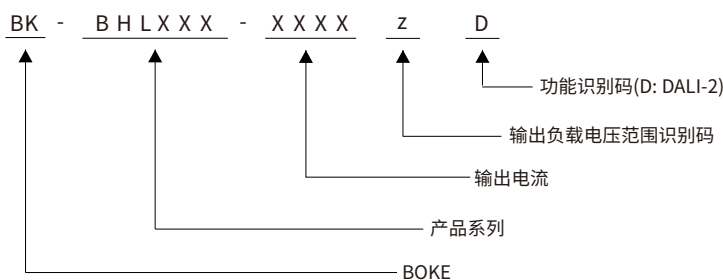 BK - BHLXXX - XXXX z D
功能识别码(D: DALI-2)
输出负载电压范围识别码
输出电流
产品系列
BOKE